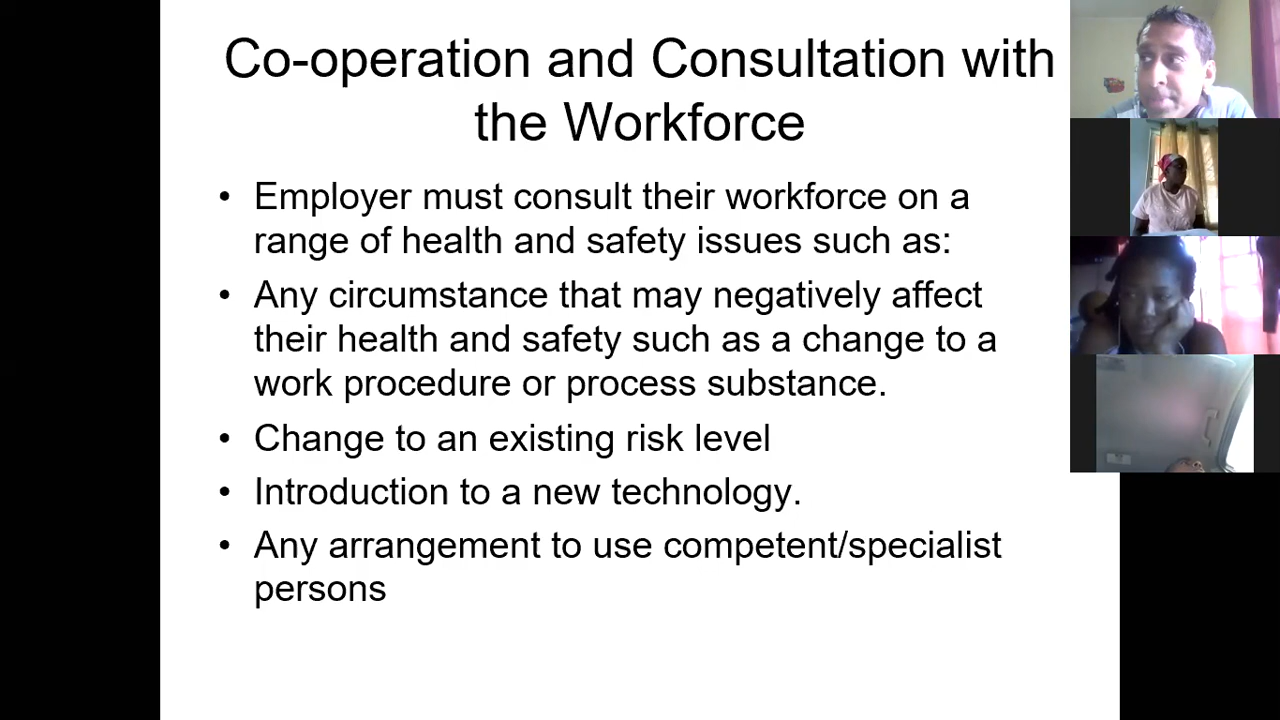 Co-operation and Consultation with
the Workforce
• Employer must consult their workforce on a
range of health and safety issues such as:
• Any circumstance that may negatively affect
their health and safety such as a change to a
work procedure or process substance.
• Change to an existing risk level
• Introduction to a new technology.
• Any arrangement to use competent/specialist
persons